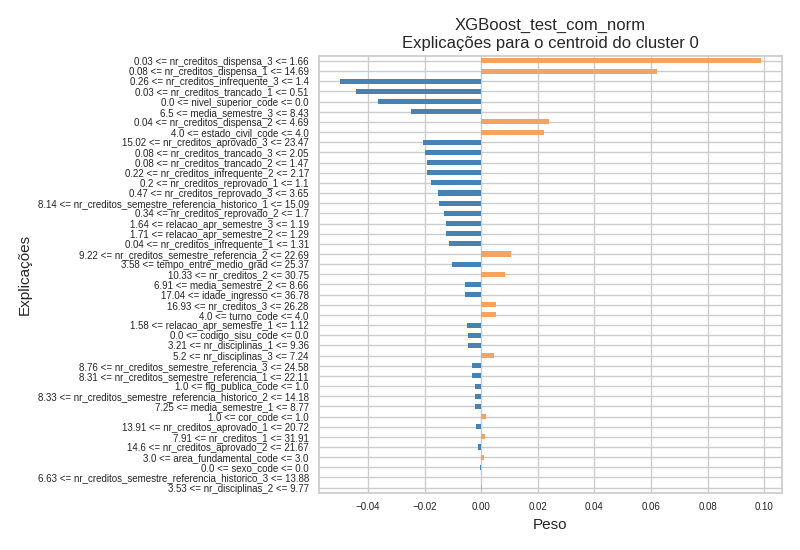 XGBoost_test_com_norm
Explicações para o centroid do cluster 0
0.03 <= nr_creditos_dispensa_3 <= 1.66
0.08 <= nr_creditos_dispensa_1 <= 14.69
0.26 <= nr_creditos_infrequente_3 <= 1.4
0.03 <= nr_creditos_trancado_1 <= 0.51
0.0 <= nivel_superior_code <= 0.0
6.5 <= media_semestre_3 <= 8.43
0.04 <= nr_creditos_dispensa_2 <= 4.69
4.0 <= estado_civil_code <= 4.0
15.02 <= nr_creditos_aprovado_3 <= 23.47
0.08 <= nr_creditos_trancado_3 <= 2.05
0.08 <= nr_creditos_trancado_2 <= 1.47
0.22 <= nr_creditos_infrequente_2 <= 2.17
0.2 <= nr_creditos_reprovado_1 <= 1.1
0.47 <= nr_creditos_reprovado_3 <= 3.65
8.14 <= nr_creditos_semestre_referencia_historico_1 <= 15.09
0.34 <= nr_creditos_reprovado_2 <= 1.7
1.64 <= relacao_apr_semestre_3 <= 1.19
1.71 <= relacao_apr_semestre_2 <= 1.29
0.04 <= nr_creditos_infrequente_1 <= 1.31
9.22 <= nr_creditos_semestre_referencia_2 <= 22.69
3.58 <= tempo_entre_medio_grad <= 25.37
10.33 <= nr_creditos_2 <= 30.75
6.91 <= media_semestre_2 <= 8.66
17.04 <= idade_ingresso <= 36.78
16.93 <= nr_creditos_3 <= 26.28
4.0 <= turno_code <= 4.0
1.58 <= relacao_apr_semestre_1 <= 1.12
0.0 <= codigo_sisu_code <= 0.0
3.21 <= nr_disciplinas_1 <= 9.36
5.2 <= nr_disciplinas_3 <= 7.24
8.76 <= nr_creditos_semestre_referencia_3 <= 24.58
8.31 <= nr_creditos_semestre_referencia_1 <= 22.11
1.0 <= flg_publica_code <= 1.0
8.33 <= nr_creditos_semestre_referencia_historico_2 <= 14.18
7.25 <= media_semestre_1 <= 8.77
1.0 <= cor_code <= 1.0
13.91 <= nr_creditos_aprovado_1 <= 20.72
7.91 <= nr_creditos_1 <= 31.91
14.6 <= nr_creditos_aprovado_2 <= 21.67
3.0 <= area_fundamental_code <= 3.0
0.0 <= sexo_code <= 0.0
6.63 <= nr_creditos_semestre_referencia_historico_3 <= 13.88
3.53 <= nr_disciplinas_2 <= 9.77
Explicações
−0.04 −0.02 0.00 0.02 0.04 0.06 0.08 0.10
Peso